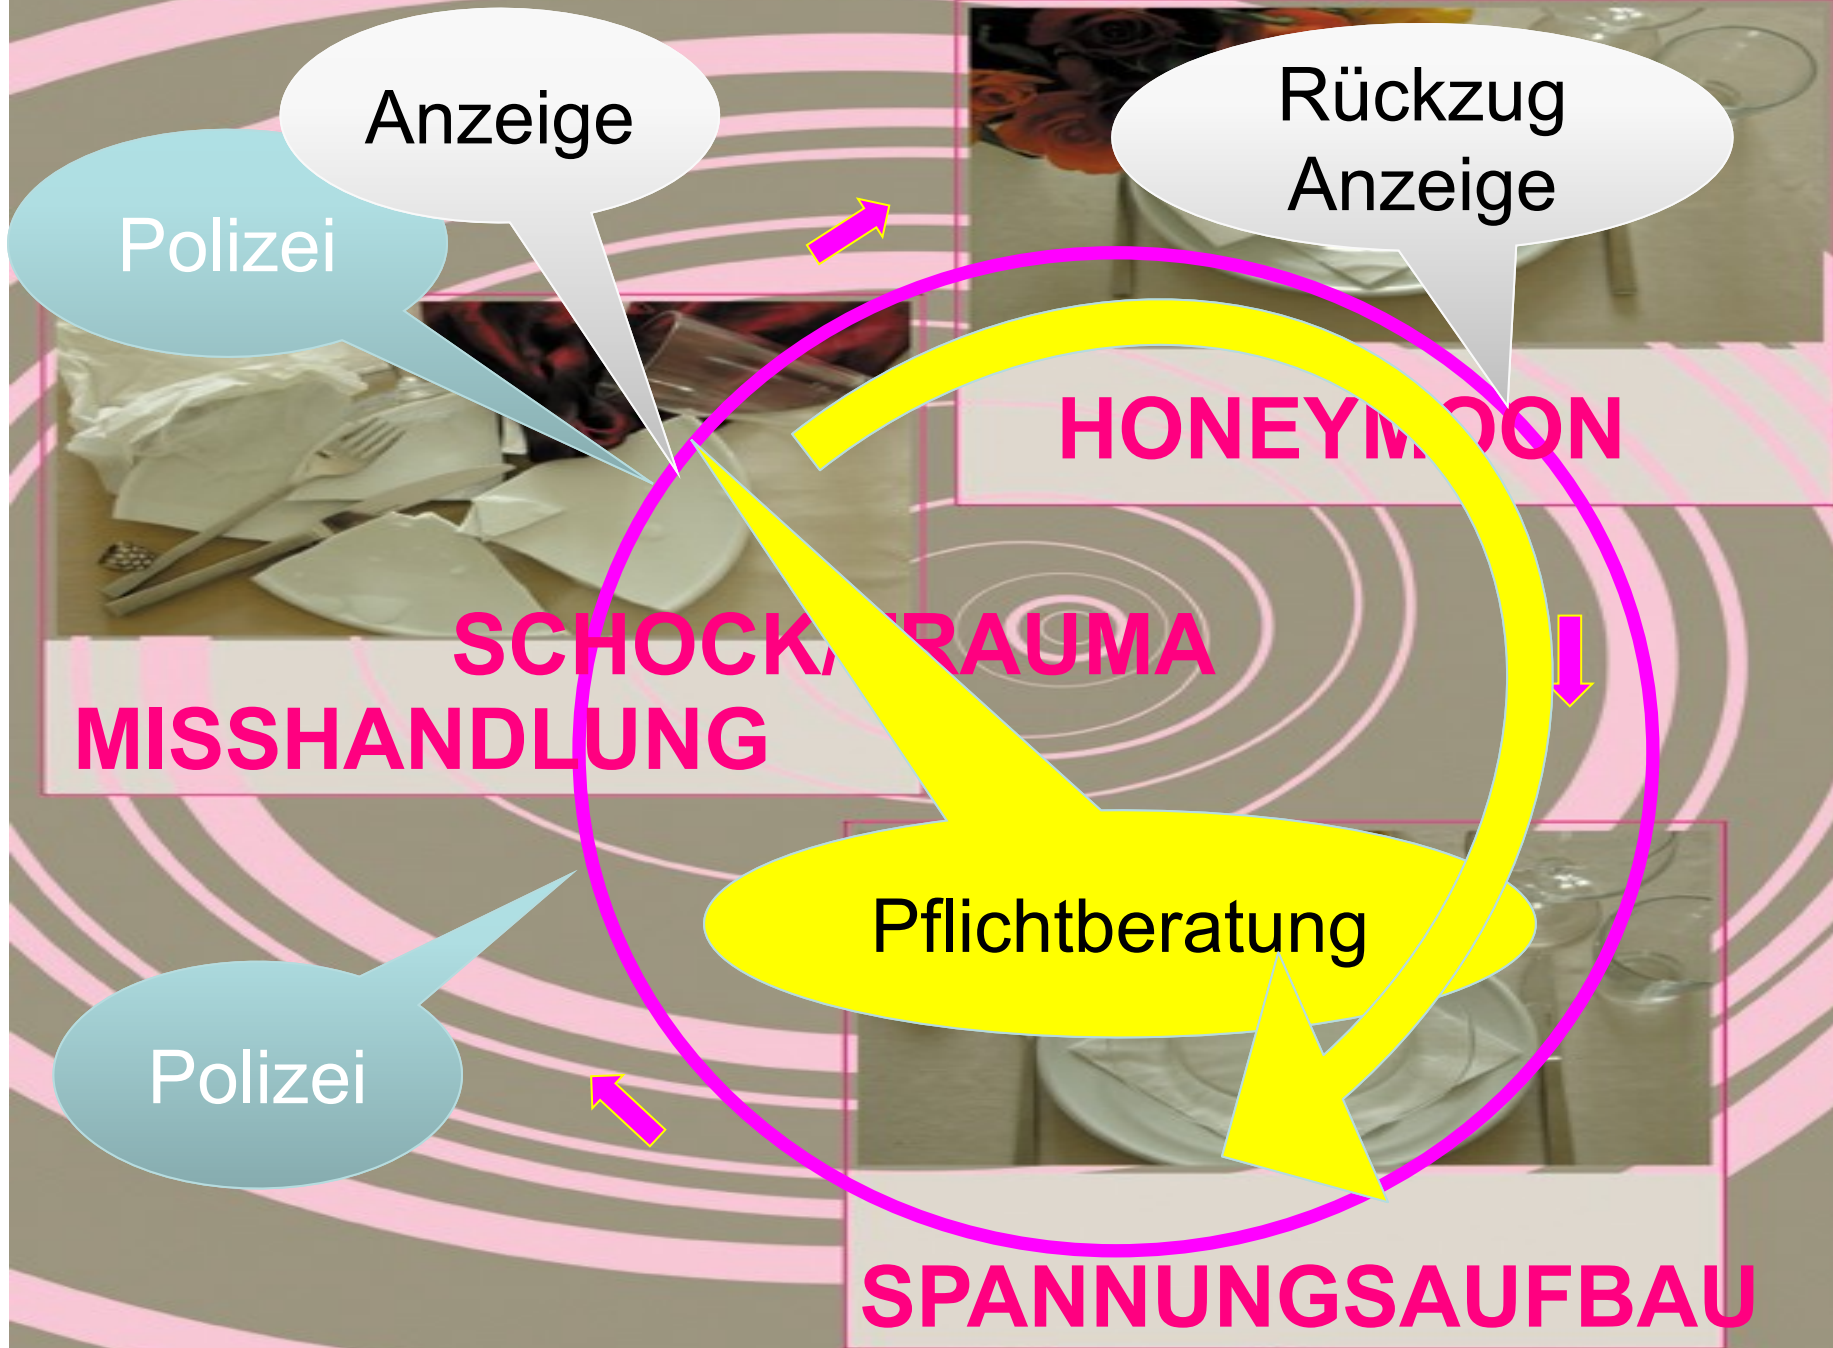 Anzeige
Rückzug
Anzeige
Polizei
HONEYMOON
SCHOCK/TRAUMA
MISSHANDLUNG
Pflichtberatung
Polizei
SPANNUNGSAUFBAU